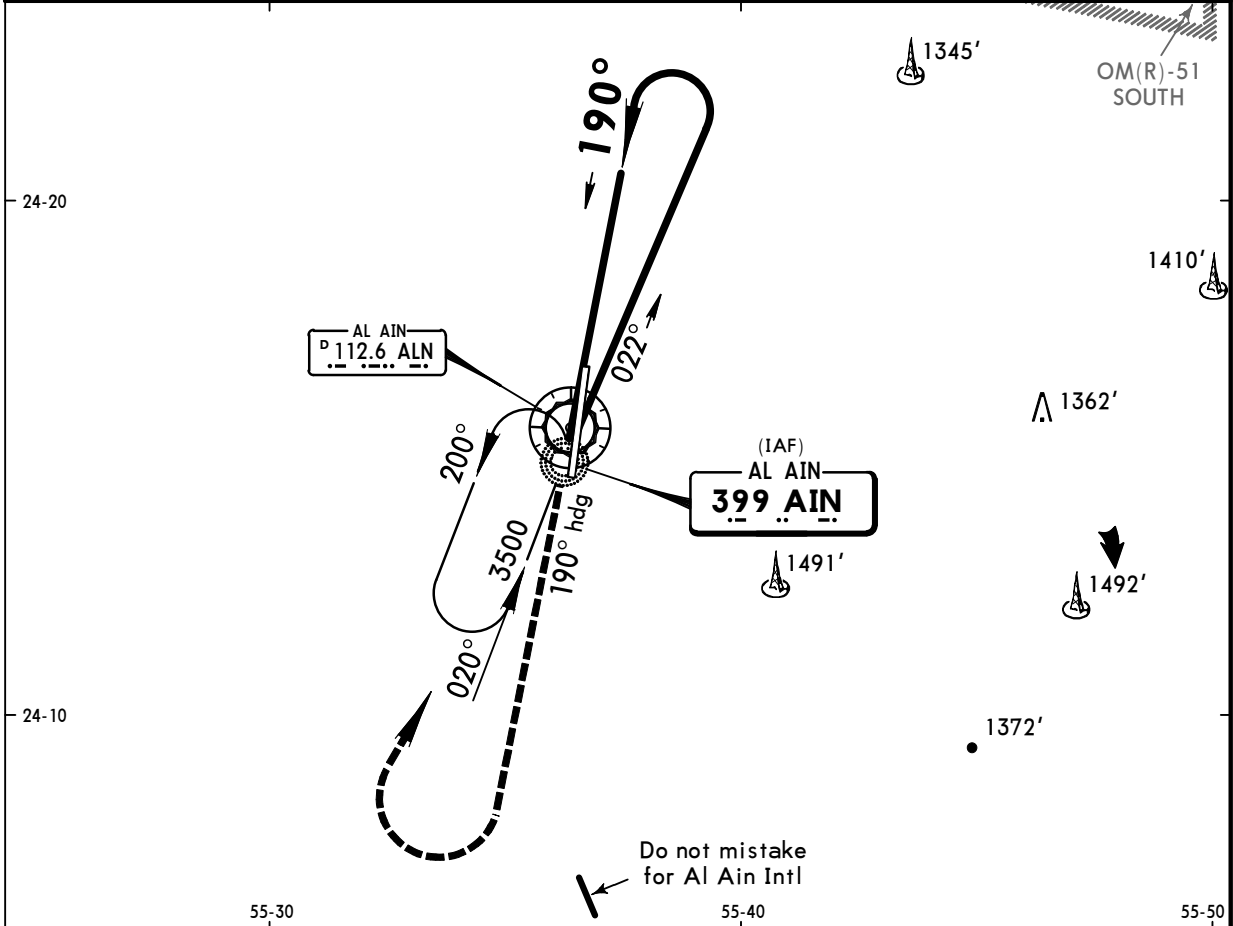 1345'
OM(R)-51
SOUTH
190°
24-20
1410'
AL AIN
D 112.6 ALN
022°
1362'
200°
(IAF)
AL AIN
399 AIN
3500
190° hdg
1491'
1492'
020°
24-10
1372'
Do not mistake
for Al Ain Intl
55-30
55-40
55-50